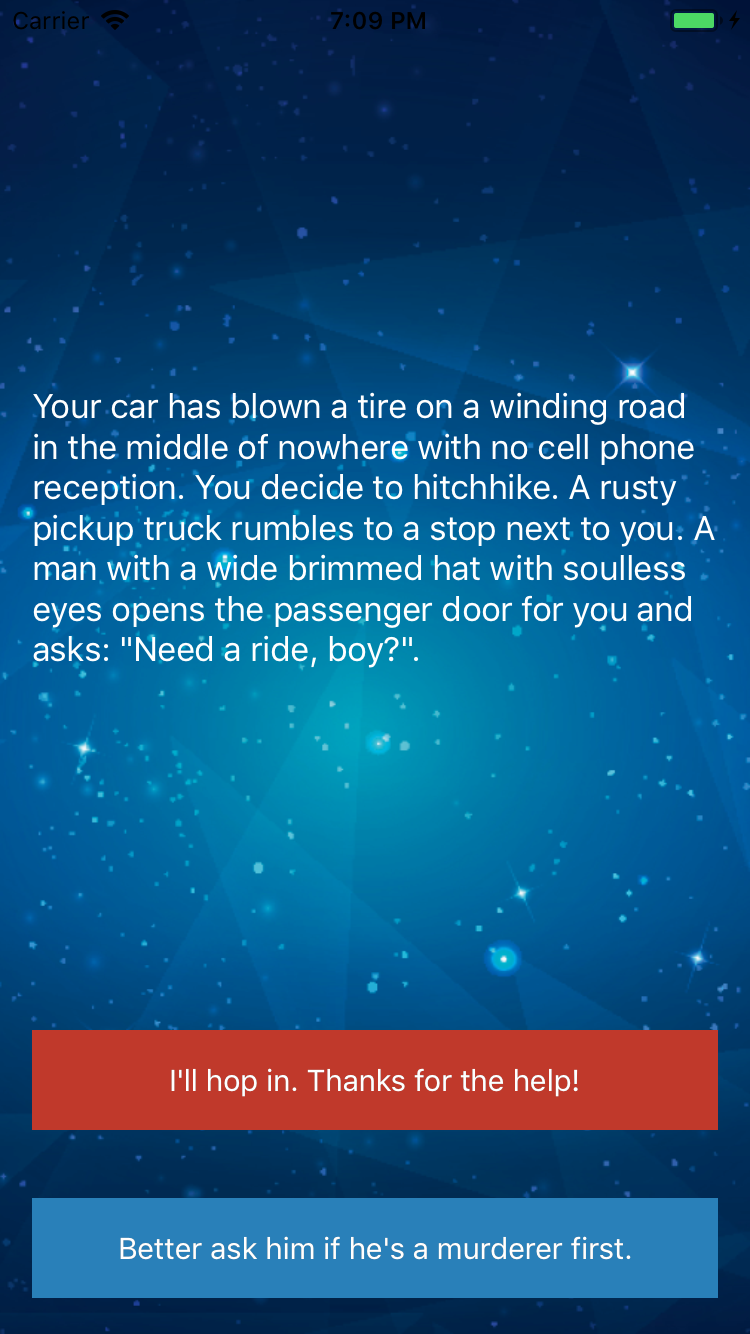 Carrier 7:09 PM
Your car has blown a tire on a winding road
in the middle of nowhere with no cell phone
reception. You decide to hitchhike. A rusty
pickup truck rumbles to a stop next to you. A
man with a wide brimmed hat with soulless
eyes opens the passenger door for you and
asks: "Need a ride, boy?".
I'll hop in. Thanks for the help!
Better ask him if he's a murderer first.